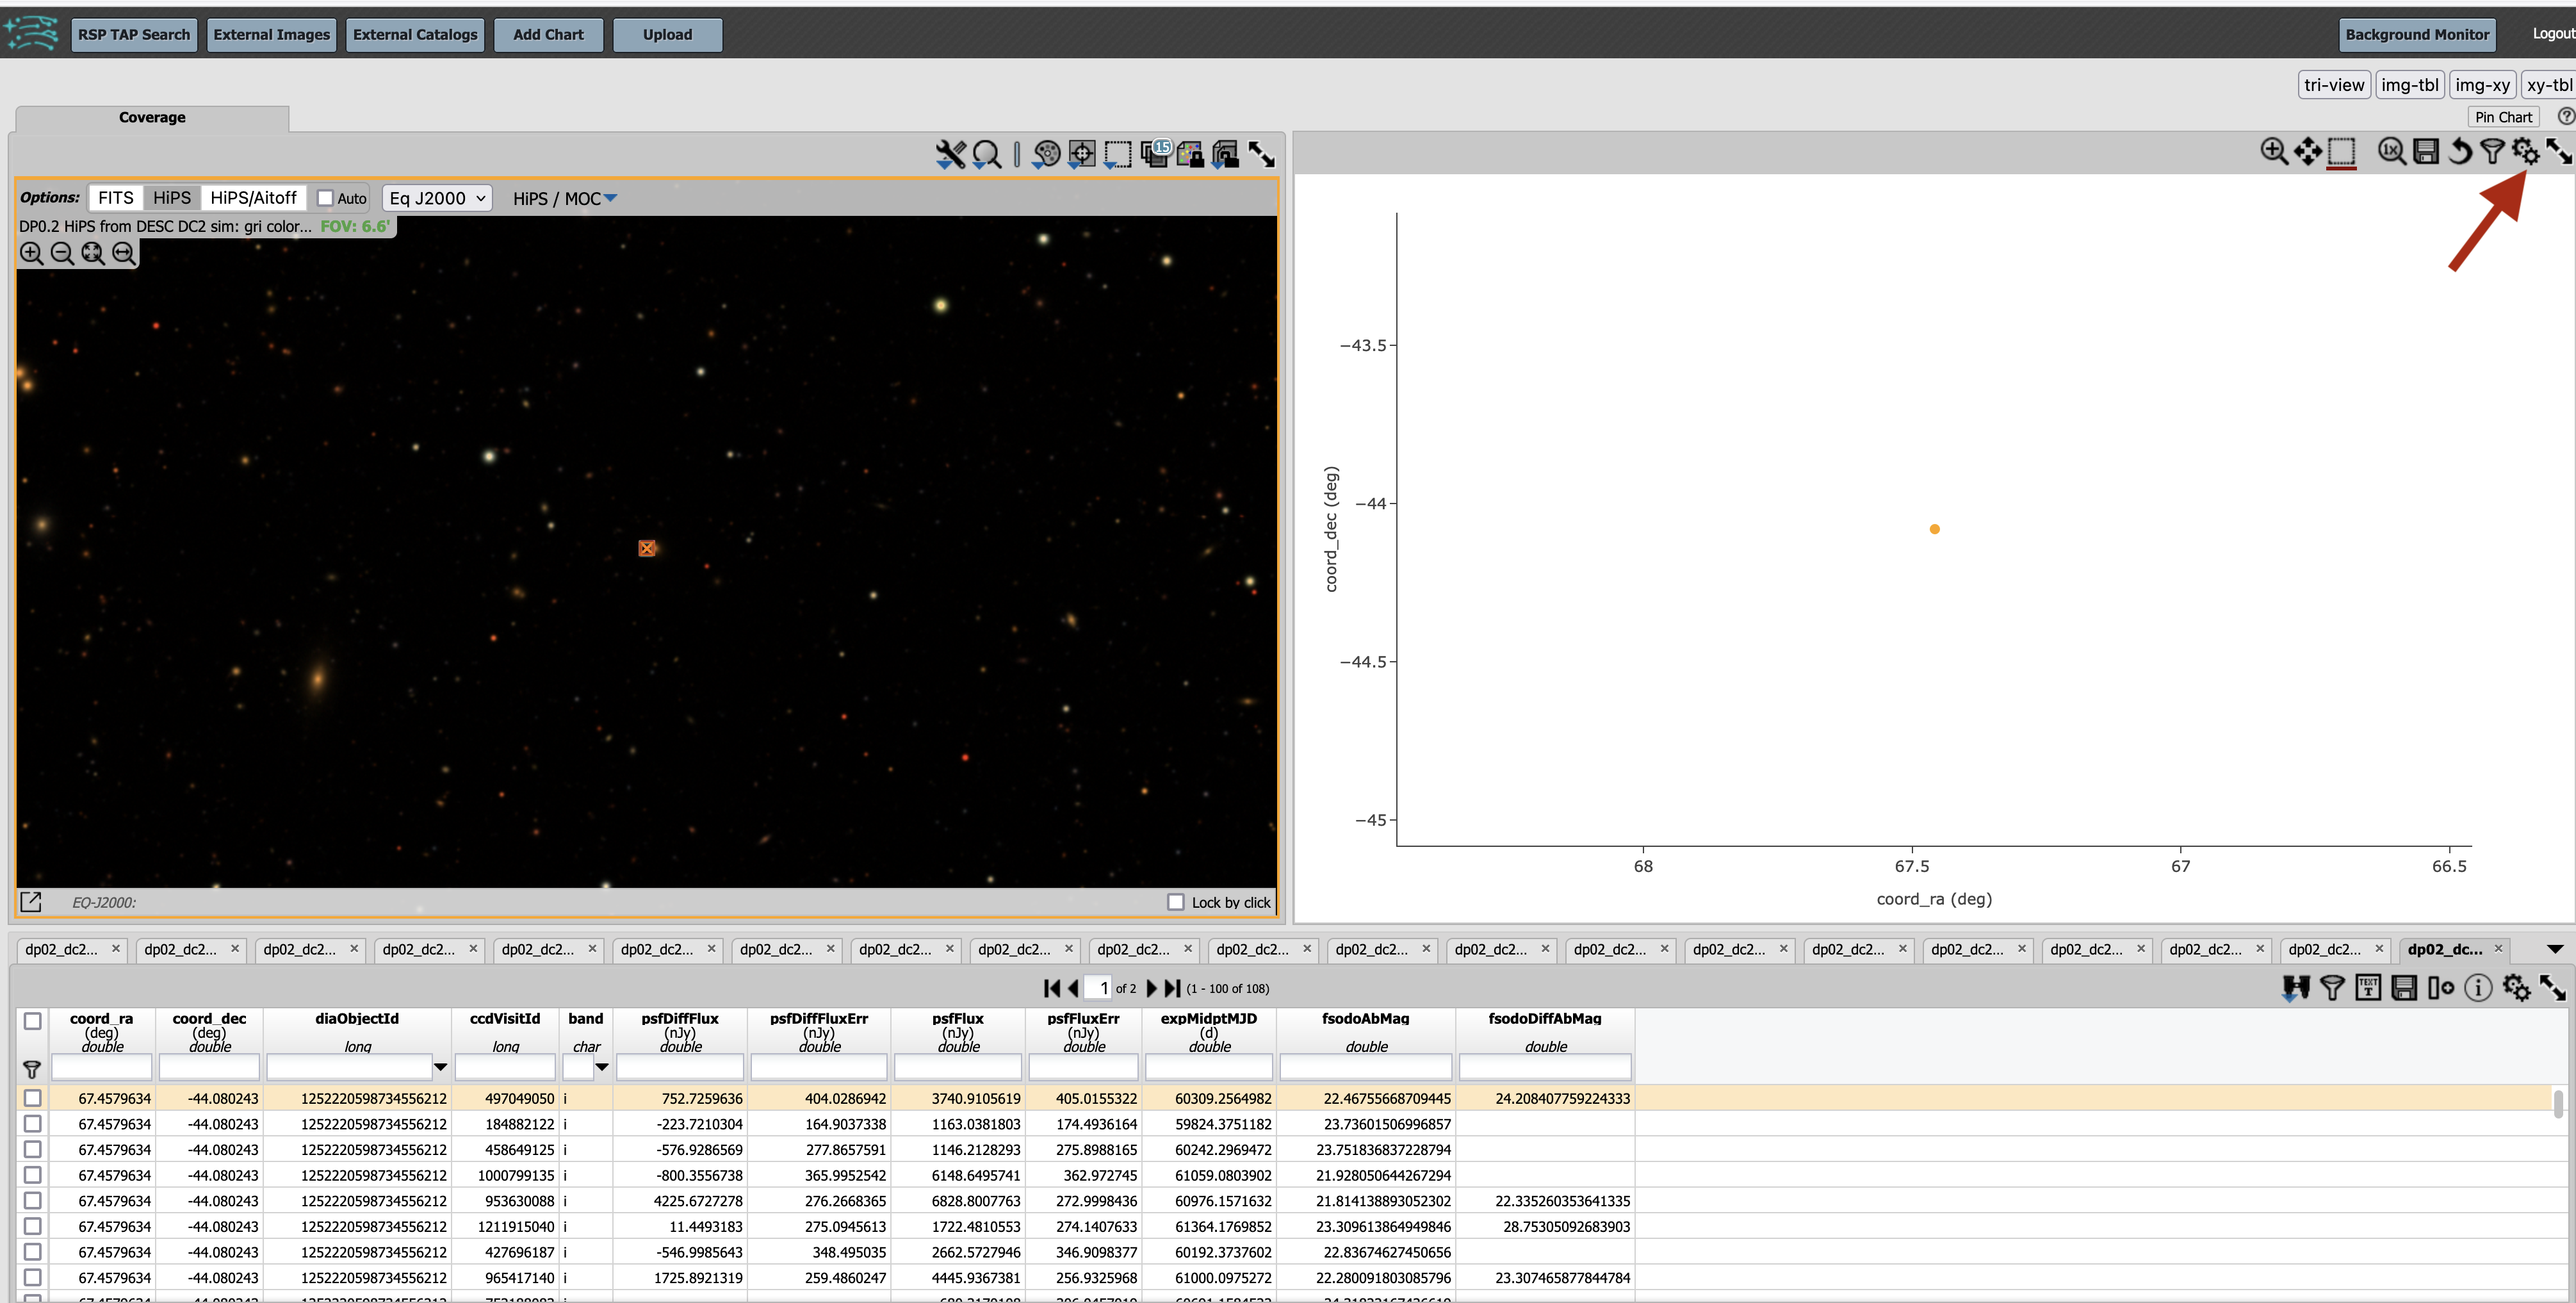 RSP TAP Search External Images External Catalogs Add Chart Upload Background Monitor Logout
tri-view img-tbl img-xy xy-tbl
Coverage
Pin Chart ?
15
1x
Options: FITS HiPS HiPS/Aitoff Auto Eq J2000 HiPS / MOC
DP0.2 HiPS from DESC DC2 sim: gri color... FOV: 6.6'
EQ-J2000: Lock by click
−43.5
−44
−44.5
−45
coord_dec (deg)
68 67.5 67 66.5
coord_ra (deg)
dp02_dc2... dp02_dc2... dp02_dc2... dp02_dc2... dp02_dc2... dp02_dc2... dp02_dc2... dp02_dc2... dp02_dc2... dp02_dc2... dp02_dc2... dp02_dc2... dp02_dc2... dp02_dc2... dp02_dc2... dp02_dc2... dp02_dc2... dp02_dc2... dp02_dc2... dp02_dc2... dp02_dc...
1 of 2 (1 - 100 of 108)
TEXT T i
coord_ra coord_dec diaObjectId ccdVisitId band psfDiffFlux psfDiffFluxErr psfFlux psfFluxErr expMidptMJD fsodoAbMag fsodoDiffAbMag
(deg) (deg) (nJy) (nJy) (nJy) (nJy) (d)
double double long long char double double double double double double double
67.4579634 -44.080243 1252220598734556212 497049050 i 752.7259636 404.0286942 3740.9105619 405.0155322 60309.2564982 22.46755668709445 24.208407759224333
67.4579634 -44.080243 1252220598734556212 184882122 i -223.7210304 164.9037338 1163.0381803 174.4936164 59824.3751182 23.73601506996857
67.4579634 -44.080243 1252220598734556212 458649125 i -576.9286569 277.8657591 1146.2128293 275.8988165 60242.2969472 23.751836837228794
67.4579634 -44.080243 1252220598734556212 1000799135 i -800.3556738 365.9952542 6148.6495741 362.972745 61059.0803902 21.928050644267294
67.4579634 -44.080243 1252220598734556212 953630088 i 4225.6727278 276.2668365 6828.8007763 272.9998436 60976.1571632 21.814138893052302 22.335260353641335
67.4579634 -44.080243 1252220598734556212 1211915040 i 11.4493183 275.0945613 1722.4810553 274.1407633 61364.1769852 23.309613864949846 28.75305092683903
67.4579634 -44.080243 1252220598734556212 427696187 i -546.9985643 348.495035 2662.5727946 346.9098377 60192.3737602 22.83674627450656
67.4579634 -44.080243 1252220598734556212 965417140 i 1725.8921319 259.4860247 4445.9367381 256.9325968 61000.0975272 22.280091803085796 23.307465877844784